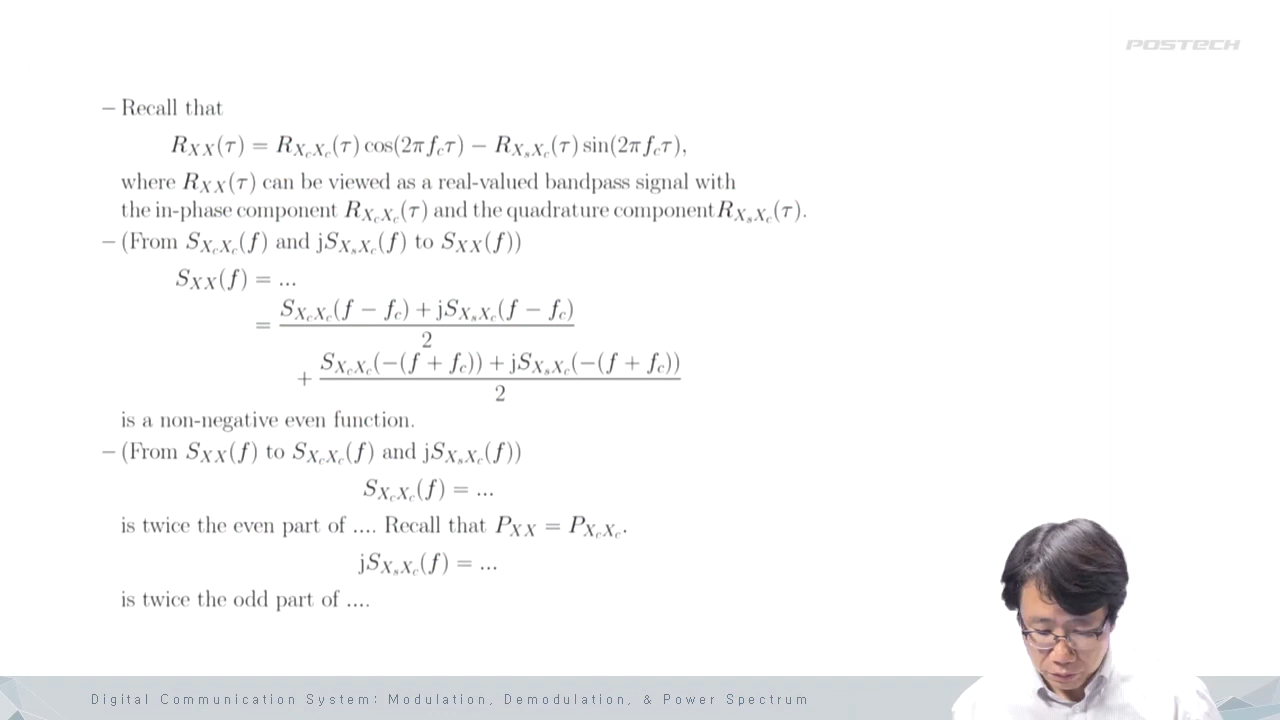 POSTECH
– Recall that
R_{XX}(τ) = R_{X_cX_c}(τ) cos(2πf_cτ) − R_{X_sX_c}(τ) sin(2πf_cτ),
where R_{XX}(τ) can be viewed as a real-valued bandpass signal with
the in-phase component R_{X_cX_c}(τ) and the quadrature component R_{X_sX_c}(τ).
– (From S_{X_cX_c}(f) and jS_{X_sX_c}(f) to S_{XX}(f))
S_{XX}(f) = ...
= \frac{S_{X_cX_c}(f − f_c) + jS_{X_sX_c}(f − f_c)}{2}
+ \frac{S_{X_cX_c}(−(f + f_c)) + jS_{X_sX_c}(−(f + f_c))}{2}
is a non-negative even function.
– (From S_{XX}(f) to S_{X_cX_c}(f) and jS_{X_sX_c}(f))
S_{X_cX_c}(f) = ...
is twice the even part of .... Recall that P_{XX} = P_{X_cX_c}.
jS_{X_sX_c}(f) = ...
is twice the odd part of ....
Digital Communication System: Modulation, Demodulation, & Power Spectrum